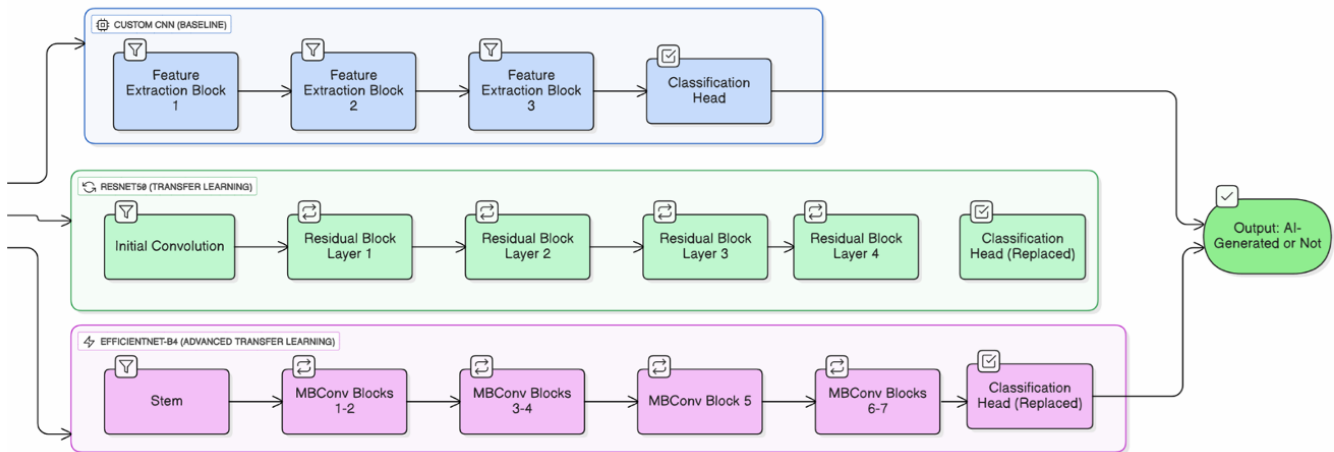 CUSTOM CNN (BASELINE)
Feature
Extraction Block
1
Feature
Extraction Block
2
Feature
Extraction Block
3
Classification
Head
RESNET50 (TRANSFER LEARNING)
Initial Convolution
Residual Block
Layer 1
Residual Block
Layer 2
Residual Block
Layer 3
Residual Block
Layer 4
Classification
Head (Replaced)
Output: AI-
Generated or Not
EFFICIENTNET-B4 (ADVANCED TRANSFER LEARNING)
Stem
MBConv Blocks
1-2
MBConv Blocks
3-4
MBConv Block 5
MBConv Blocks
6-7
Classification
Head (Replaced)